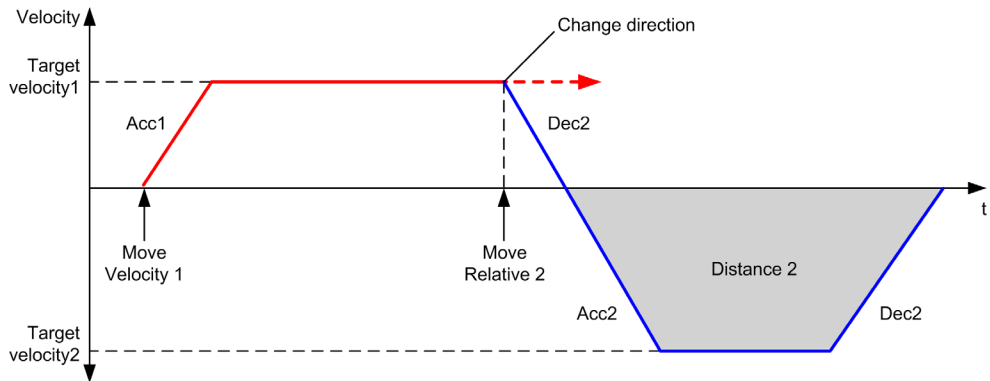 Velocity
Change direction
Target
velocity1
Acc1
Dec2
t
Move
Velocity 1
Move
Relative 2
Distance 2
Acc2
Dec2
Target
velocity2